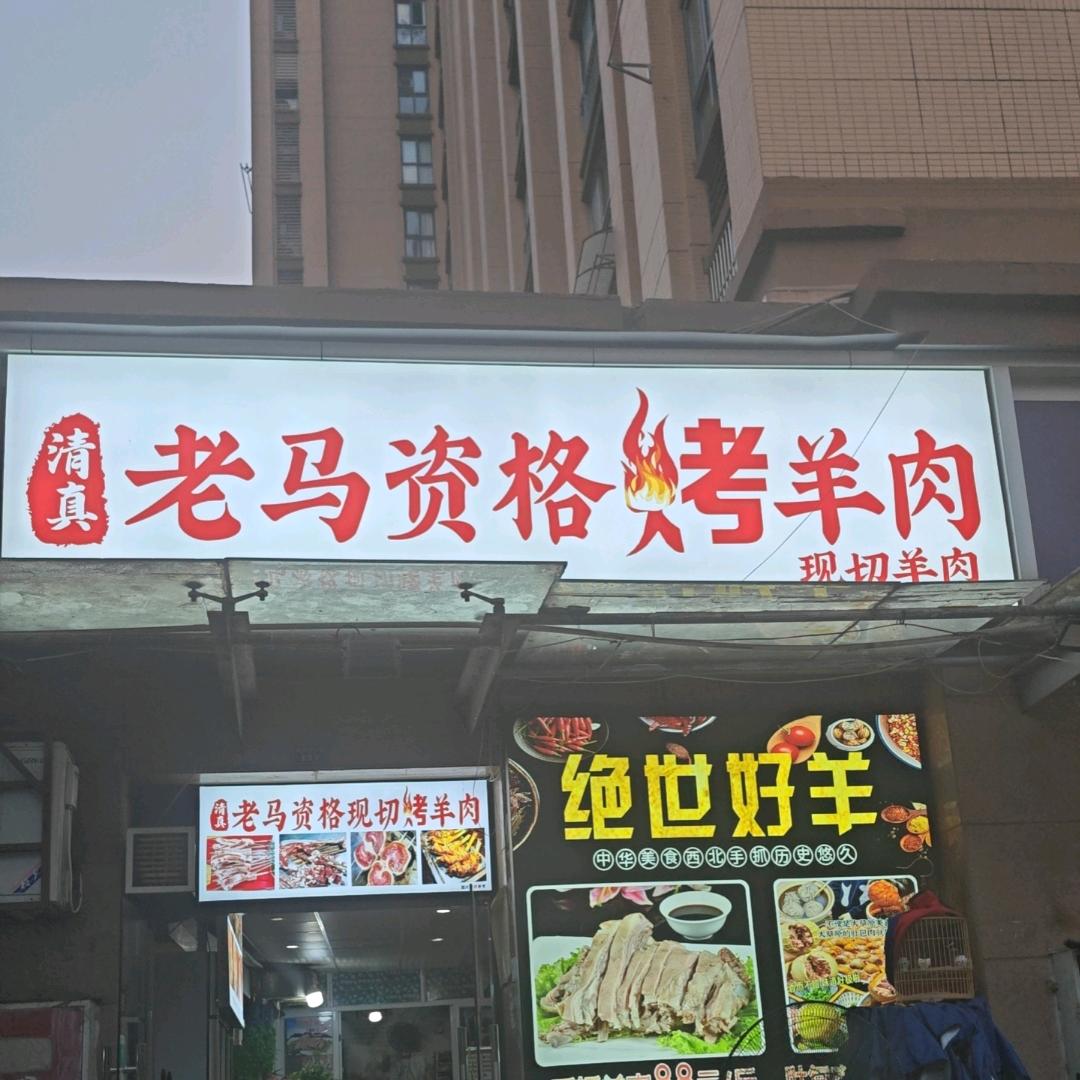 清真
老马资格烤羊肉
现切羊肉
清真
老马资格现切烤羊肉
绝世好羊
中华美食西北手抓历史悠久